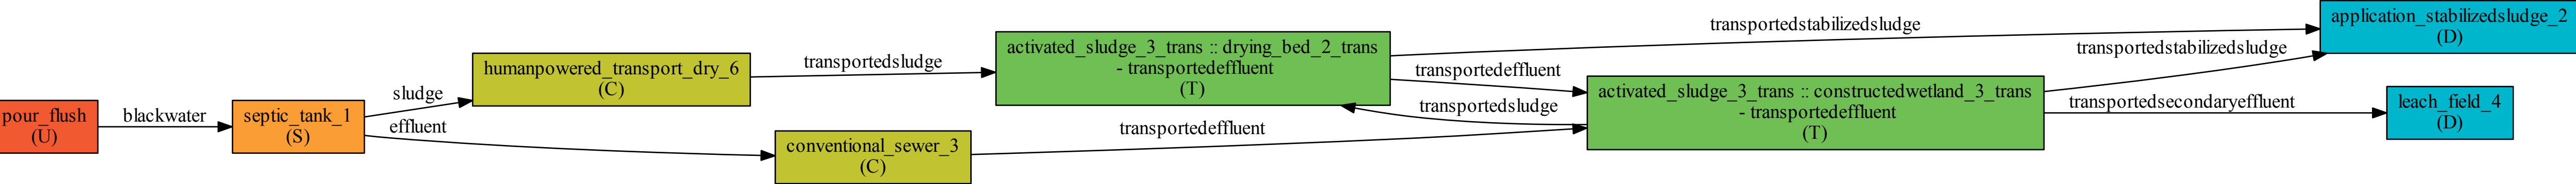 pour_flush
(U)
blackwater
septic_tank_1
(S)
sludge
effluent
humanpowered_transport_dry_6
(C)
conventional_sewer_3
(C)
transportedsludge
transportedeffluent
activated_sludge_3_trans :: drying_bed_2_trans
- transportedeffluent
(T)
transportedstabilizedsludge
transportedeffluent
transportedsludge
activated_sludge_3_trans :: constructedwetland_3_trans
- transportedeffluent
(T)
transportedstabilizedsludge
transportedsecondaryeffluent
application_stabilizedsludge_2
(D)
leach_field_4
(D)